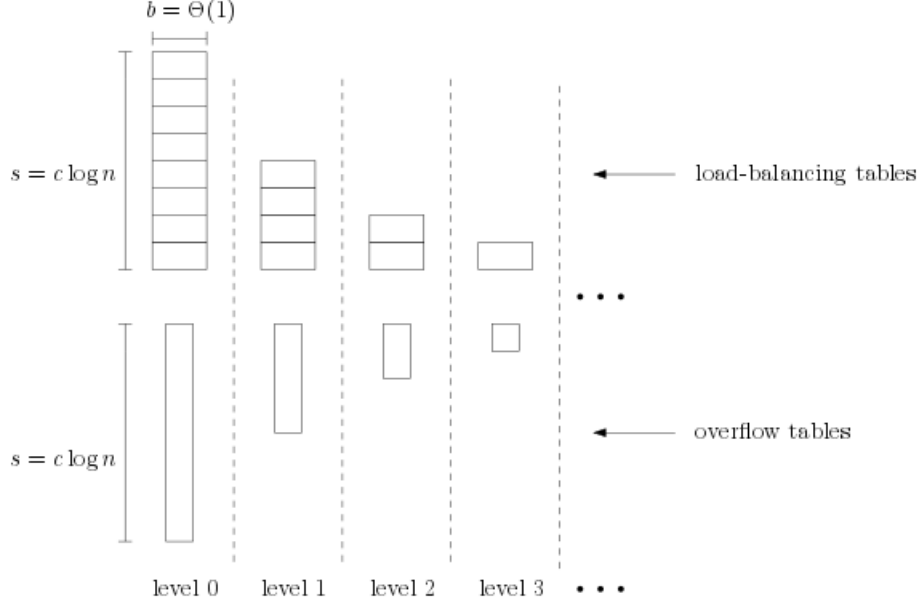 b = Θ(1)
s = c log n
load-balancing tables
• • •
s = c log n
overflow tables
level 0
level 1
level 2
level 3
• • •